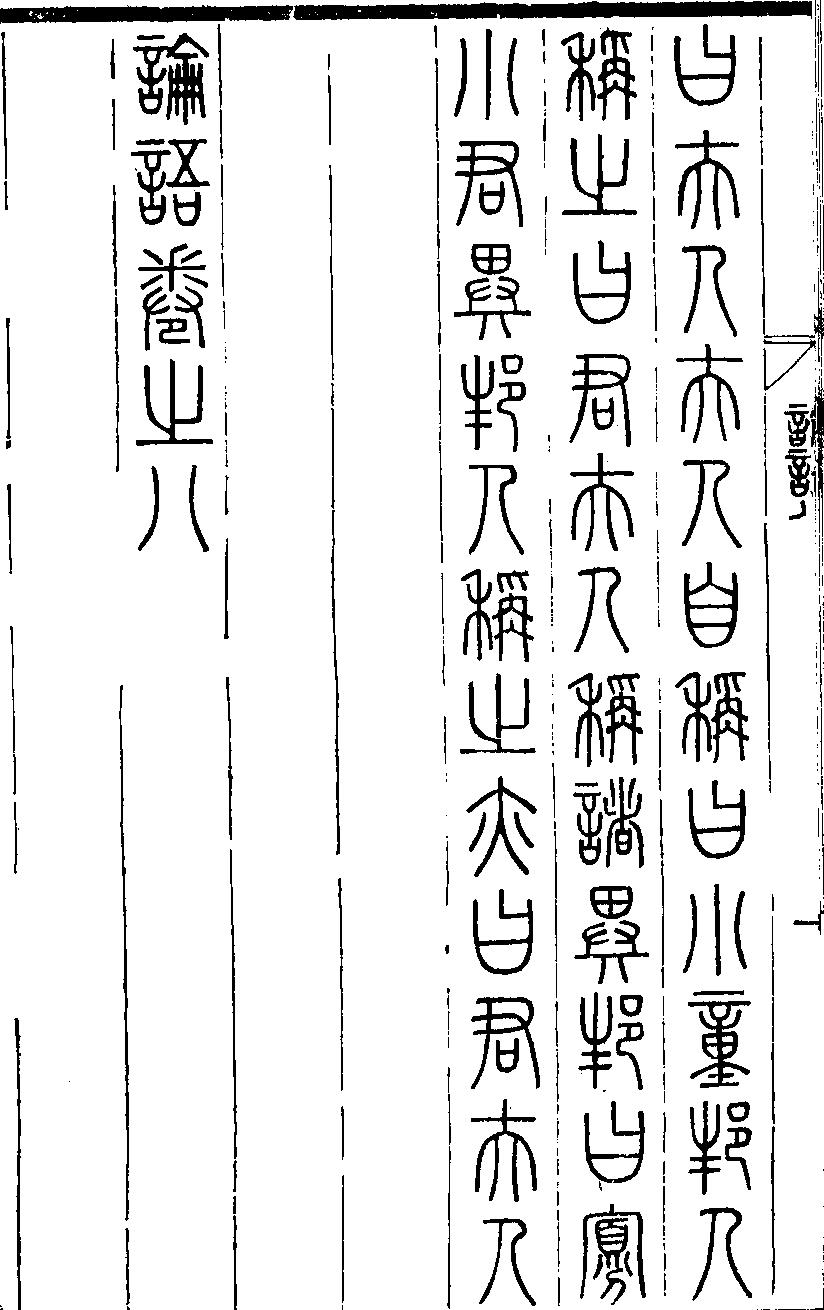 曰夫人夫人自稱曰小童邦人
稱之曰君夫人稱諸異邦曰寡
小君異邦人稱之亦曰君夫人
論語卷之八